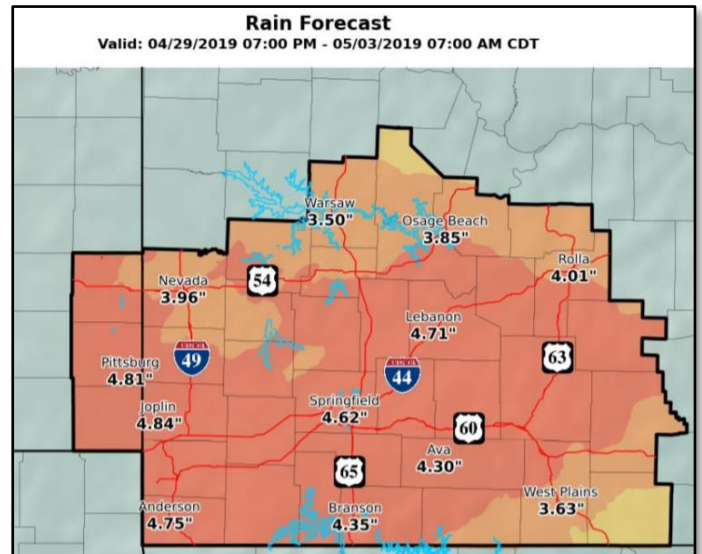 Rain Forecast
Valid: 04/29/2019 07:00 PM - 05/03/2019 07:00 AM CDT
Warsaw
3.50"
Osage Beach
3.85"
Rolla
4.01"
Nevada
3.96"
54
Lebanon
4.71"
63
Pittsburg
4.81"
49
44
Joplin
4.84"
Springfield
4.62"
60
Ava
4.30"
65
Anderson
4.75"
Branson
4.35"
West Plains
3.63"